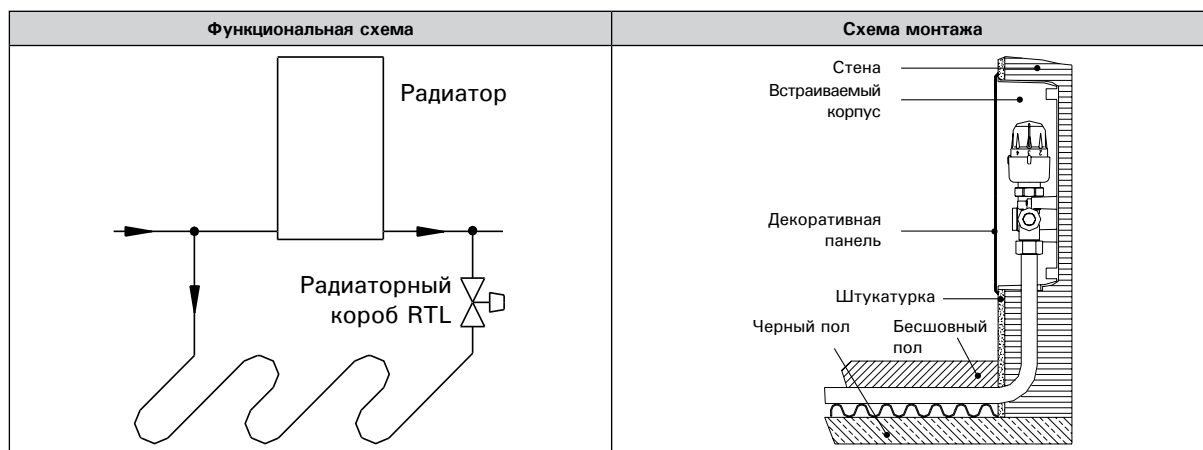 Функциональная схема
Схема монтажа
Радиатор
Радиаторный
короб RTL
Стена
Встраиваемый
корпус
Декоративная
панель
Штукатурка
Черный пол
Бесшовный
пол